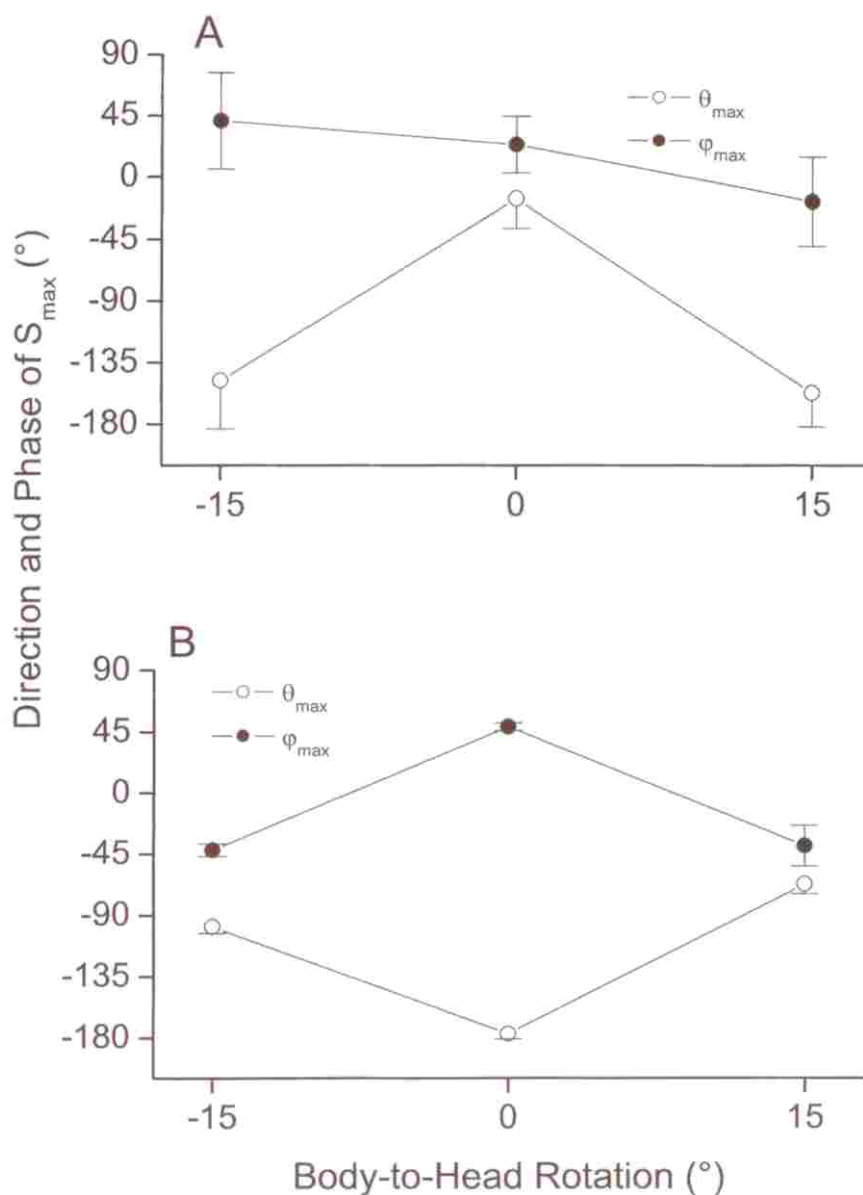 A
90
45
0
-45
-90
-135
-180
θmax
φmax
-15 0 15
Direction and Phase of Smax (°)
B
90
45
0
-45
-90
-135
-180
θmax
φmax
-15 0 15
Body-to-Head Rotation (°)